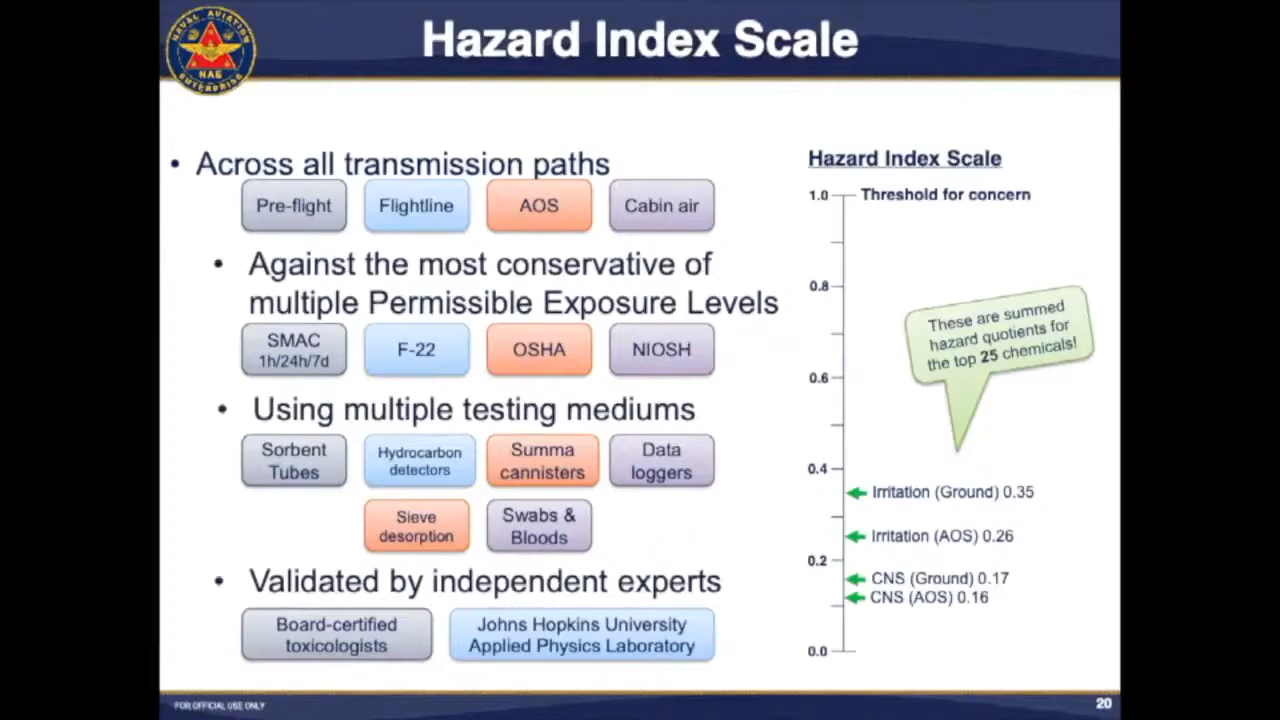 Hazard Index Scale
NAVAL AVIATION
NAE
ENTERPRISE
• Across all transmission paths
Pre-flight
Flightline
AOS
Cabin air
• Against the most conservative of
multiple Permissible Exposure Levels
SMAC
1h/24h/7d
F-22
OSHA
NIOSH
• Using multiple testing mediums
Sorbent
Tubes
Hydrocarbon
detectors
Summa
cannisters
Data
loggers
Sieve
desorption
Swabs &
Bloods
• Validated by independent experts
Board-certified
toxicologists
Johns Hopkins University
Applied Physics Laboratory
Hazard Index Scale
1.0 Threshold for concern
0.8
These are summed
hazard quotients for
the top 25 chemicals!
0.6
0.4
Irritation (Ground) 0.35
Irritation (AOS) 0.26
0.2
CNS (Ground) 0.17
CNS (AOS) 0.16
0.0
FOR OFFICIAL USE ONLY
20